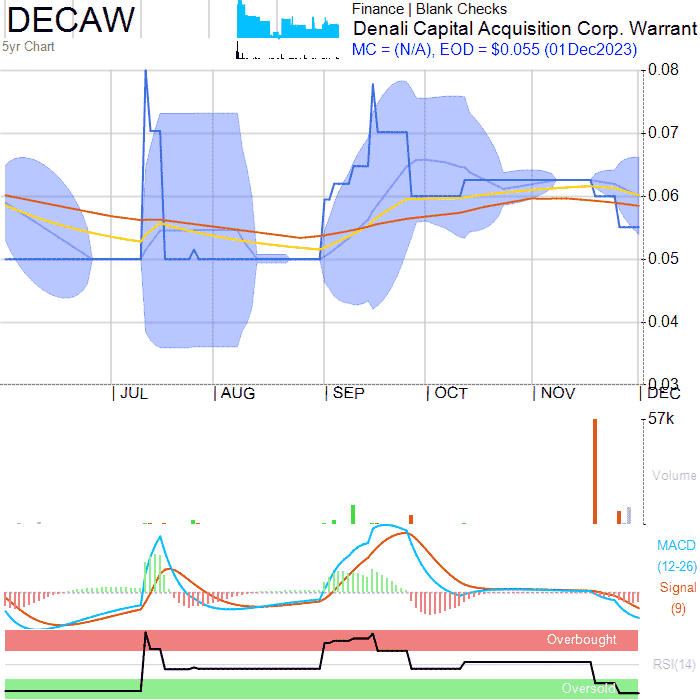 DECAW
5yr Chart
Finance | Blank Checks
Denali Capital Acquisition Corp. Warrant
MC = (N/A), EOD = $0.055 (01Dec2023)
0.08
0.07
0.06
0.05
0.04
0.03
JUL
AUG
SEP
OCT
NOV
DEC
57k
Volume
MACD
(12-26)
Signal
(9)
Overbought
RSI(14)
Oversold